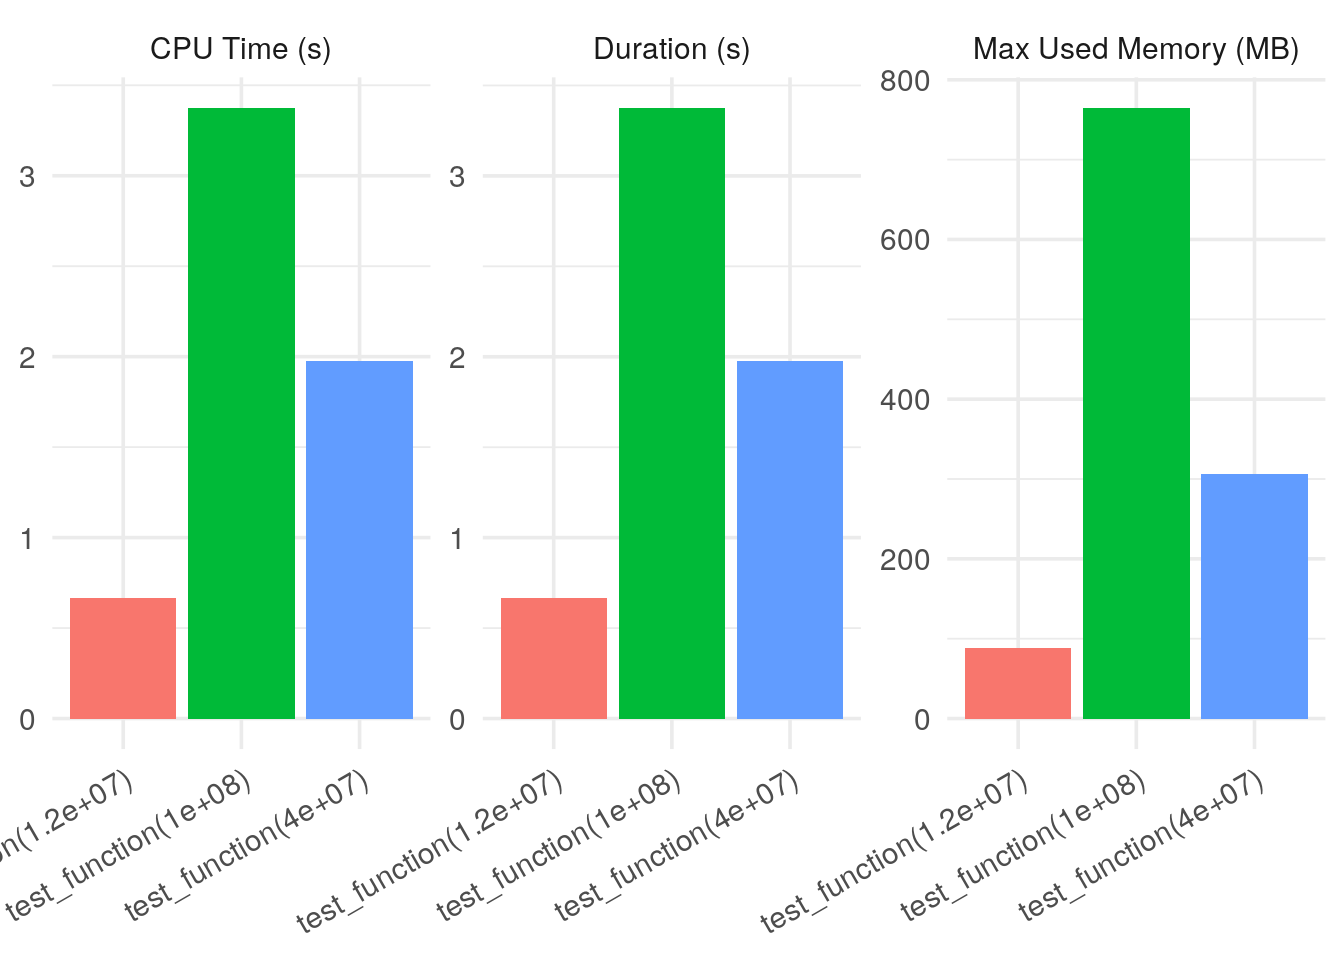 CPU Time (s)
Duration (s)
Max Used Memory (MB)
3
2
1
0
3
2
1
0
800
600
400
200
0
on(1.2e+07)
test_function(1e+08)
test_function(4e+07)
test_function(1.2e+07)
test_function(1e+08)
test_function(4e+07)
test_function(1.2e+07)
test_function(1e+08)
test_function(4e+07)